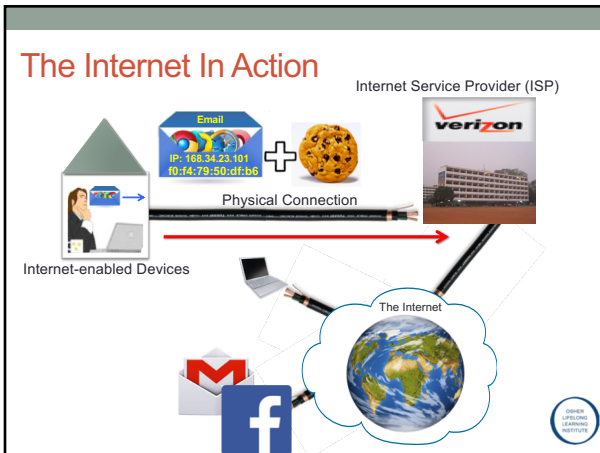 The Internet In Action
Internet Service Provider (ISP)
verizon
Email
IP: 168.34.23.101
f0:f4:79:50:df:b6
Physical Connection
Internet-enabled Devices
The Internet
M
f
OSHER
LIFELONG
LEARNING
INSTITUTE